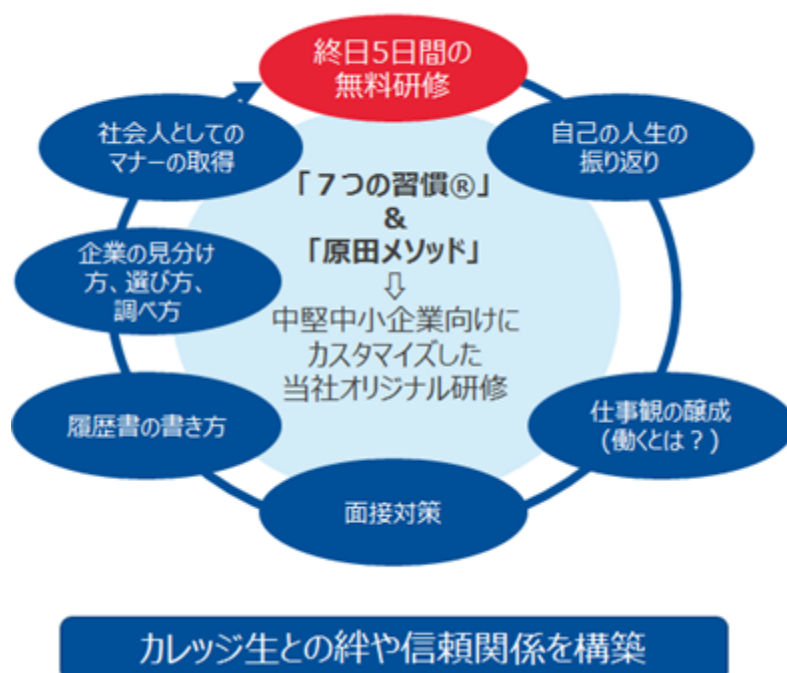 終日5日間の
無料研修
自己の人生の
振り返り
仕事観の醸成
(働くとは？)
面接対策
履歴書の書き方
企業の見分け
方、選び方、
調べ方
社会人としての
マナーの取得
「７つの習慣®」
&
「原田メソッド」
⇩
中堅中小企業向けに
カスタマイズした
当社オリジナル研修
カレッジ生との絆や信頼関係を構築